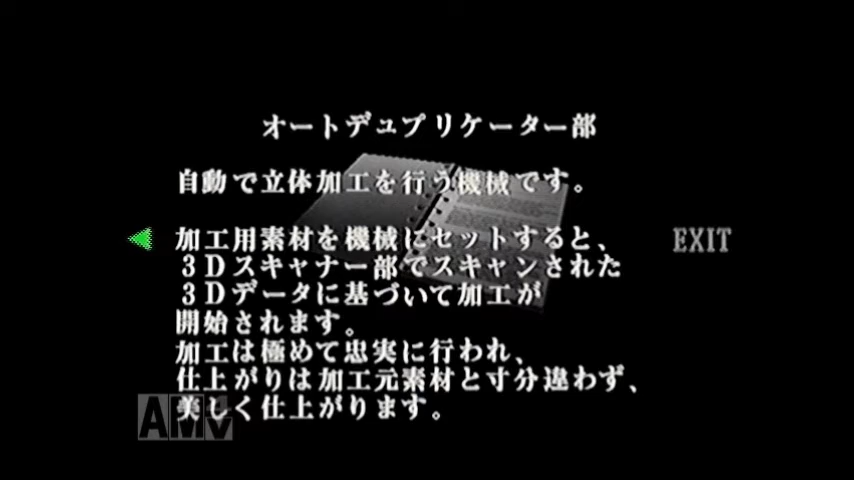 オートデュプリケーター部
自動で立体加工を行う機械です。
加工用素材を機械にセットすると、
3Dスキャナー部でスキャンされた
3Dデータに基づいて加工が
開始されます。
加工は極めて忠実に行われ、
仕上がりは加工元素材と寸分違わず、
美しく仕上がります。
EXIT
AMV